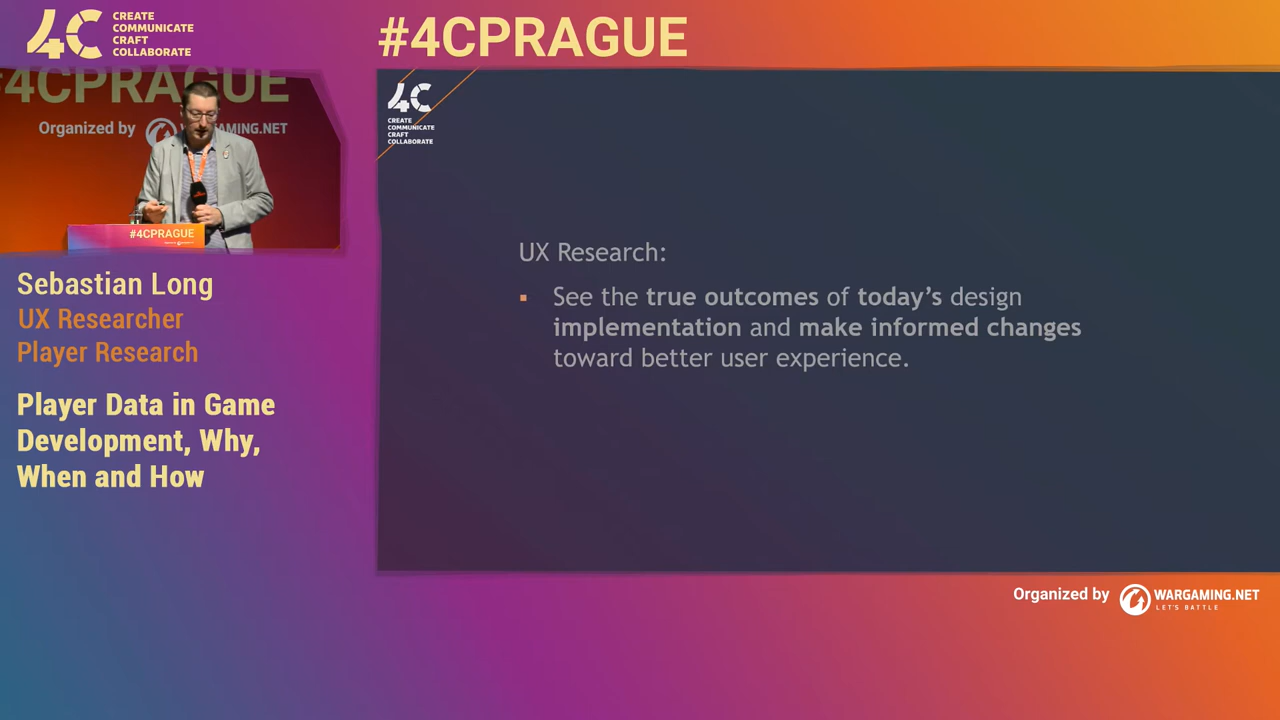 4C CREATE
COMMUNICATE
CRAFT
COLLABORATE
#4CPRAGUE
#4CPRAGUE
Organized by WARGAMING.NET
#4CPRAGUE
Sebastian Long
UX Researcher
Player Research
Player Data in Game
Development, Why,
When and How
4C
CREATE
COMMUNICATE
CRAFT
COLLABORATE
UX Research:
▪ See the true outcomes of today’s design
implementation and make informed changes
toward better user experience.
Organized by WARGAMING.NET
LET'S BATTLE